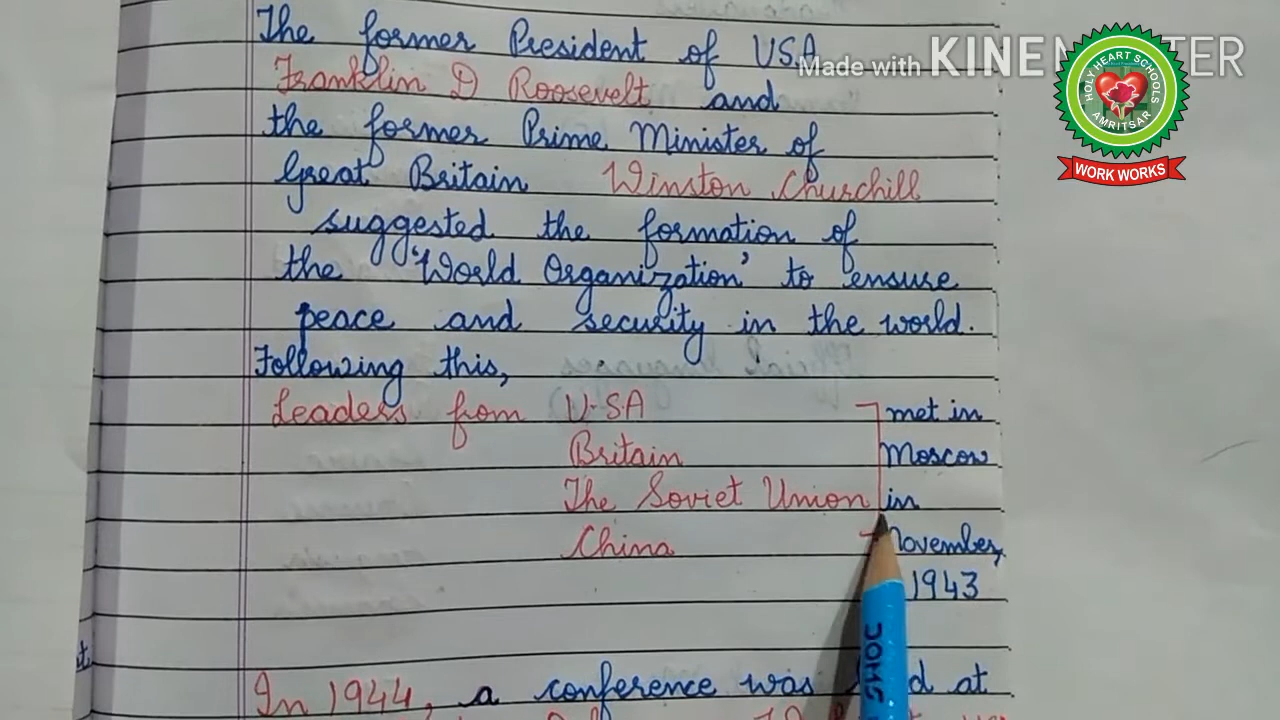 The former President of U.S.A
Franklin D Roosevelt and
the former Prime Minister of
Great Britain Winston Churchill
suggested the formation of
the 'World Organization' to ensure
peace and security in the world.
Following this,
Leaders from U.S.A met in
Britain Moscow
The Soviet Union in
China November,
1943
In 1944, a conference was at
Made with KINEMASTER
HOLY HEART SCHOOLS
AMRITSAR
WORK WORKS
DOMS